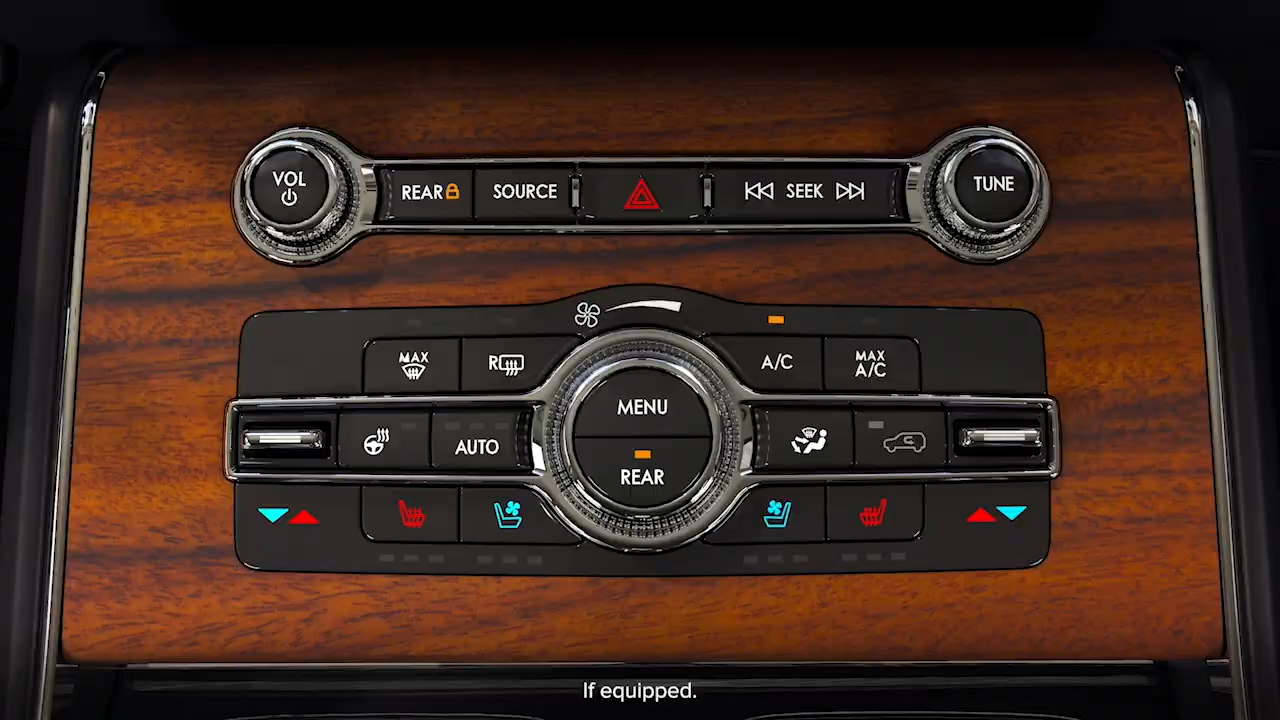 VOL
REAR
SOURCE
SEEK
TUNE
MAX
R
A/C
MAX
A/C
MENU
AUTO
REAR
If equipped.